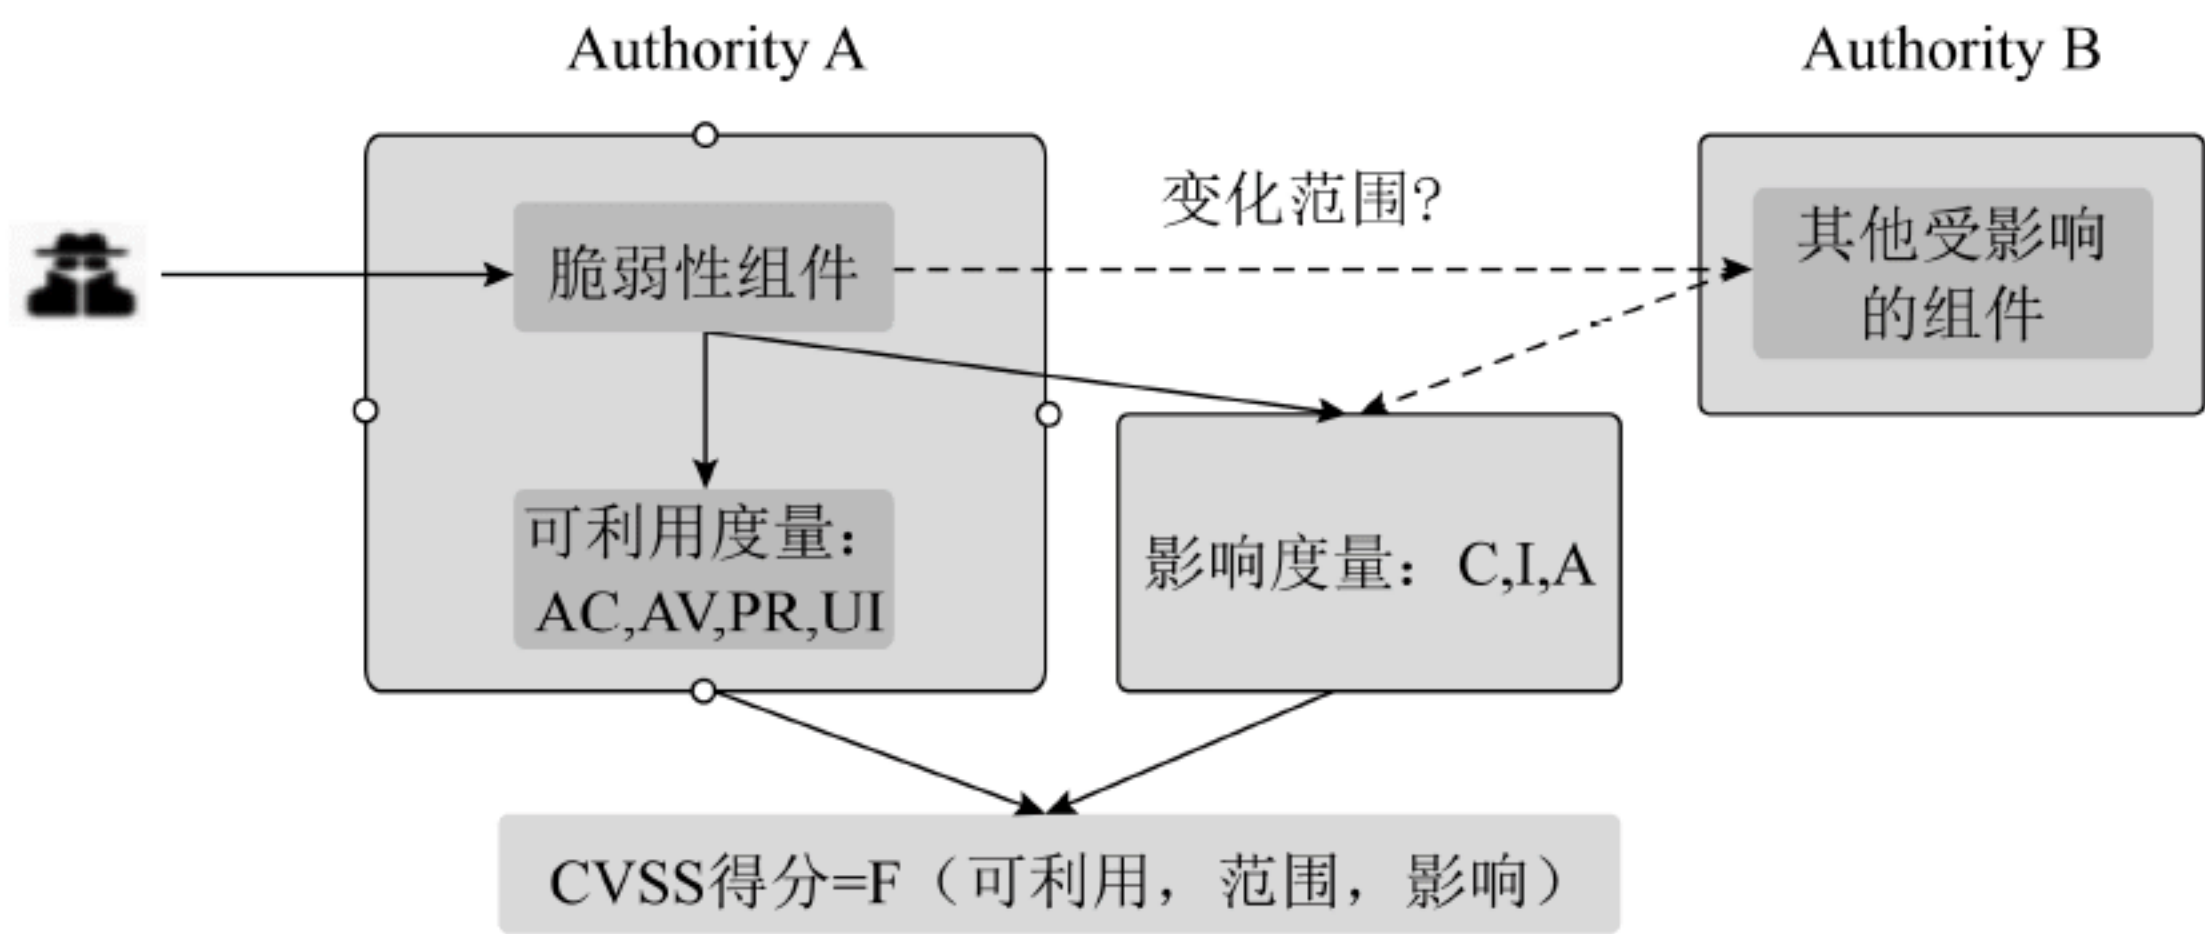 Authority A
Authority B
变化范围?
脆弱性组件
其他受影响
的组件
可利用度量：
AC,AV,PR,UI
影响度量：C,I,A
CVSS得分=F（可利用，范围，影响）